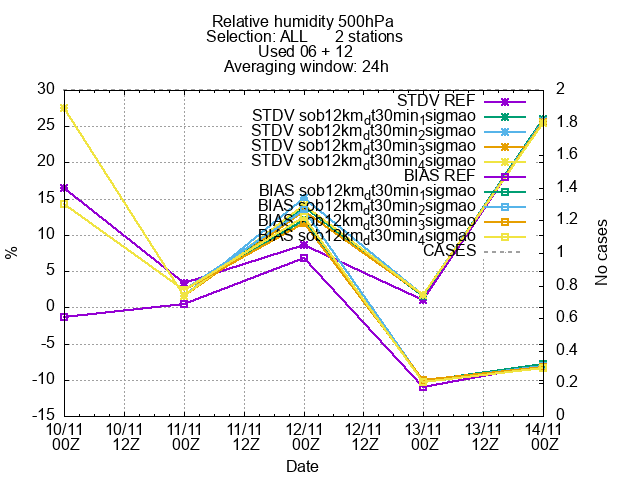 Relative humidity 500hPa
Selection: ALL 2 stations
Used 06 + 12
Averaging window: 24h
30
25
20
15
10
5
0
-5
-10
-15
%
2
1.8
1.6
1.4
1.2
1
0.8
0.6
0.4
0.2
0
No cases
STDV REF
STDV sob12km_dt30min_1sigmao
STDV sob12km_dt30min_2sigmao
STDV sob12km_dt30min_3sigmao
STDV sob12km_dt30min_4sigmao
BIAS REF
BIAS sob12km_dt30min_1sigmao
BIAS sob12km_dt30min_2sigmao
BIAS sob12km_dt30min_3sigmao
BIAS sob12km_dt30min_4sigmao
CASES
10/11 10/11 11/11 11/11 12/11 12/11 13/11 13/11 14/11
00Z 12Z 00Z 12Z 00Z 12Z 00Z 12Z 00Z
Date